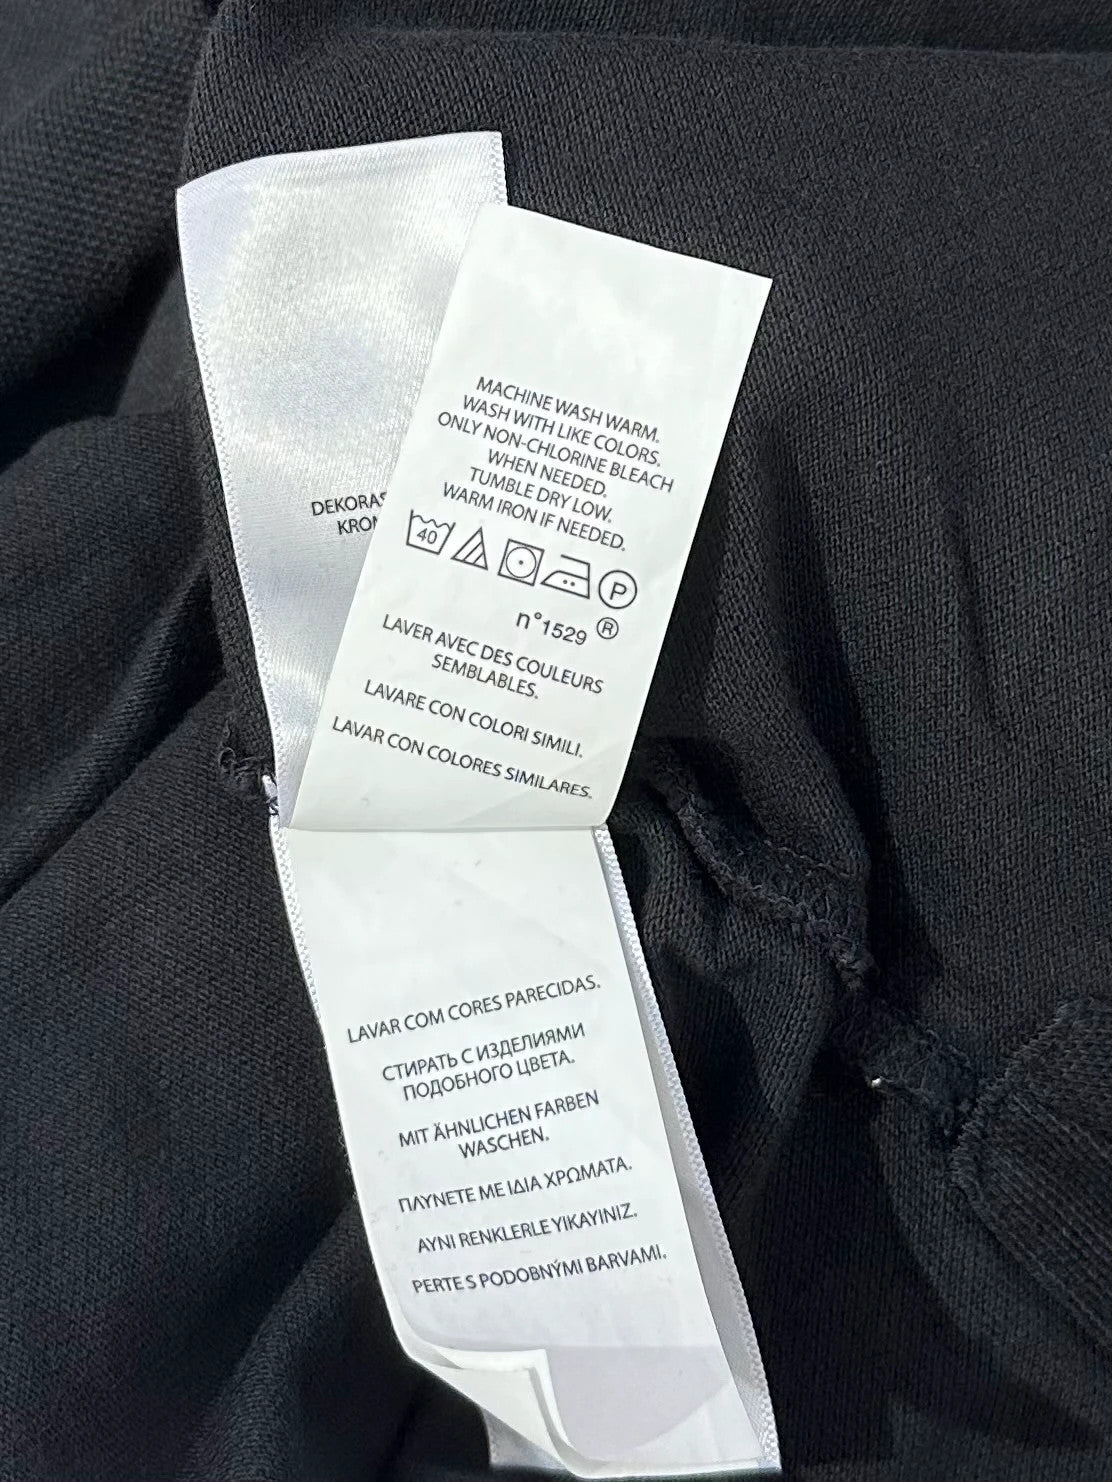 MACHINE WASH WARM.
WASH WITH LIKE COLORS.
ONLY NON-CHLORINE BLEACH
WHEN NEEDED.
TUMBLE DRY LOW.
WARM IRON IF NEEDED.
40 P
n°1529 ®
LAVER AVEC DES COULEURS
SEMBLABLES.
LAVARE CON COLORI SIMILI.
LAVAR CON COLORES SIMILARES.
LAVAR COM CORES PARECIDAS.
СТИРАТЬ С ИЗДЕЛИЯМИ
ПОДОБНОГО ЦВЕТА.
MIT ÄHNLICHEN FARBEN
WASCHEN.
ΠΛΥΝΕΤΕ ΜΕ ΙΔΙΑ ΧΡΩΜΑΤΑ.
AYNI RENKLERLE YIKAYINIZ.
PERTE S PODOBNÝMI BARVAMI.